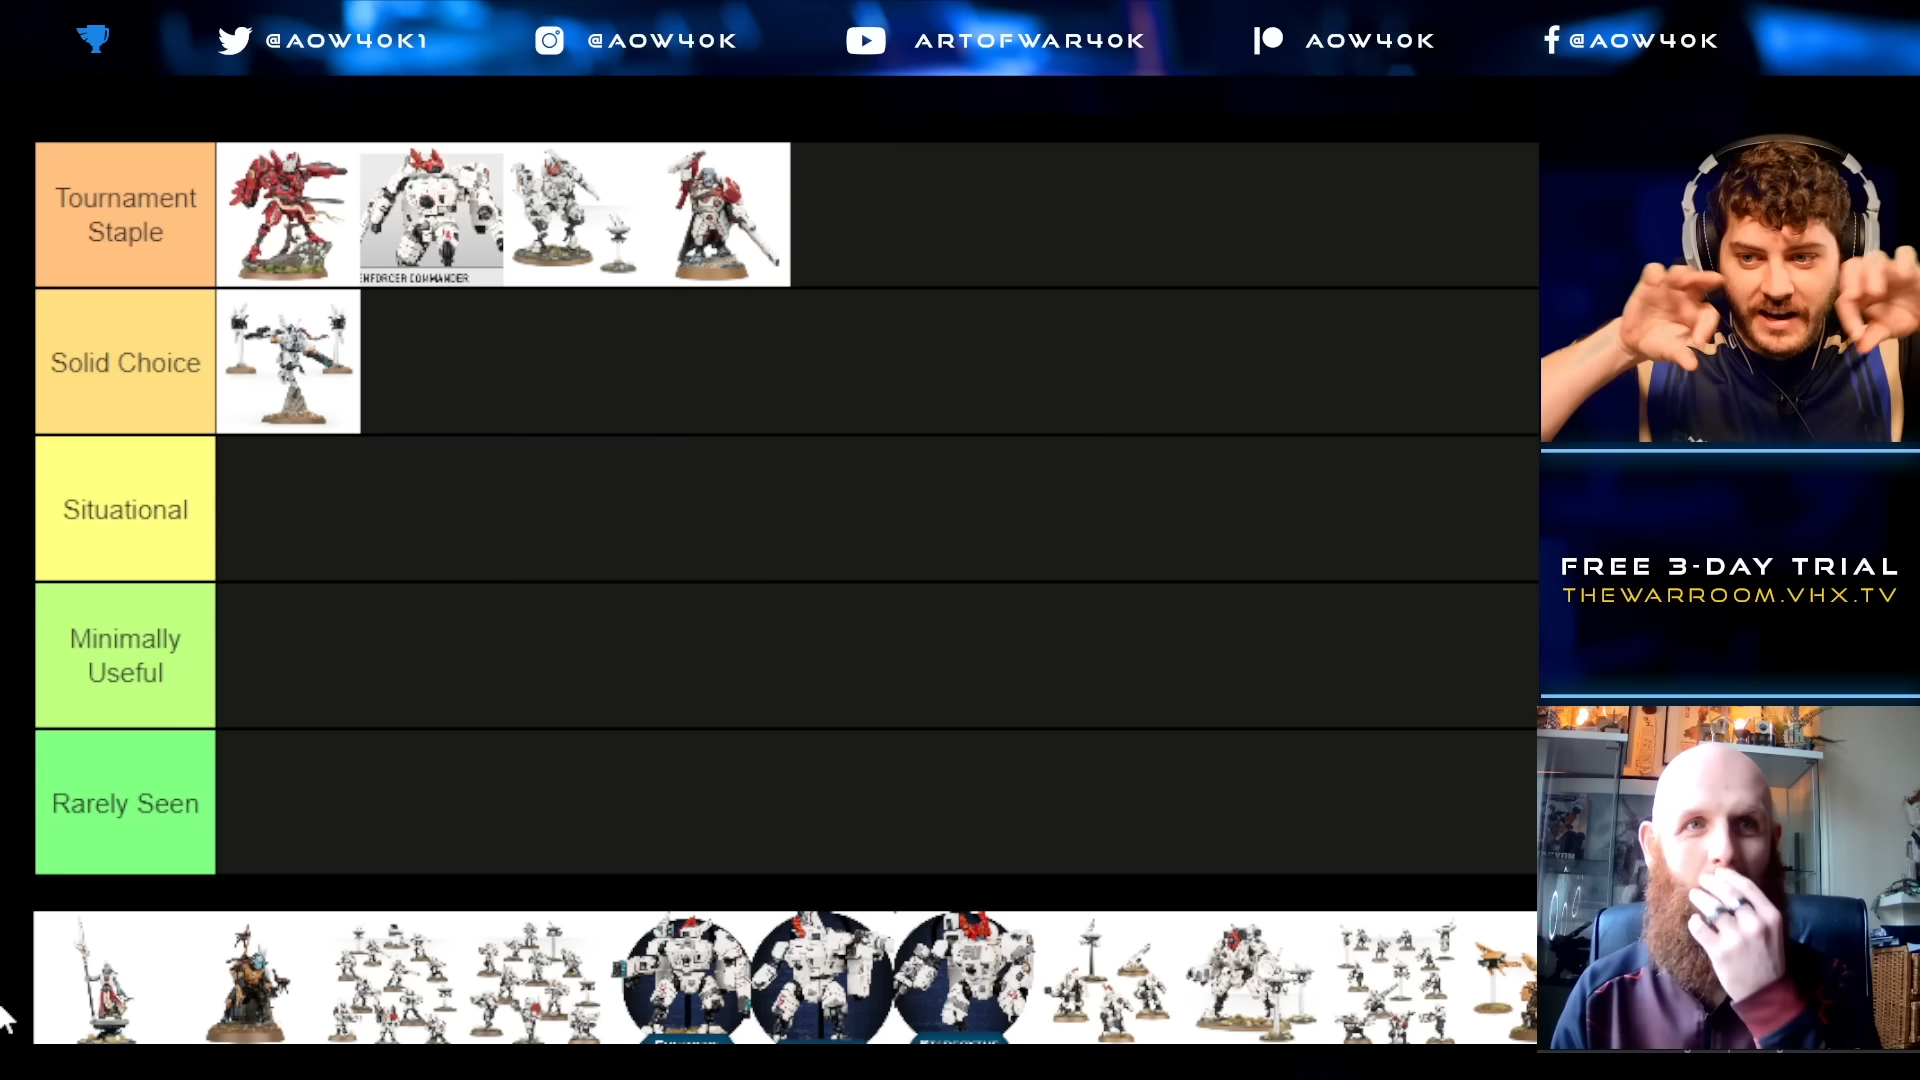 @AOW40K1
@AOW40K
ARTOFWAR40K
AOW40K
@AOW40K
Tournament
Staple
ENFORCER COMMANDER
Solid Choice
Situational
Minimally
Useful
Rarely Seen
FREE 3-DAY TRIAL
THEWARROOM.VHX.TV